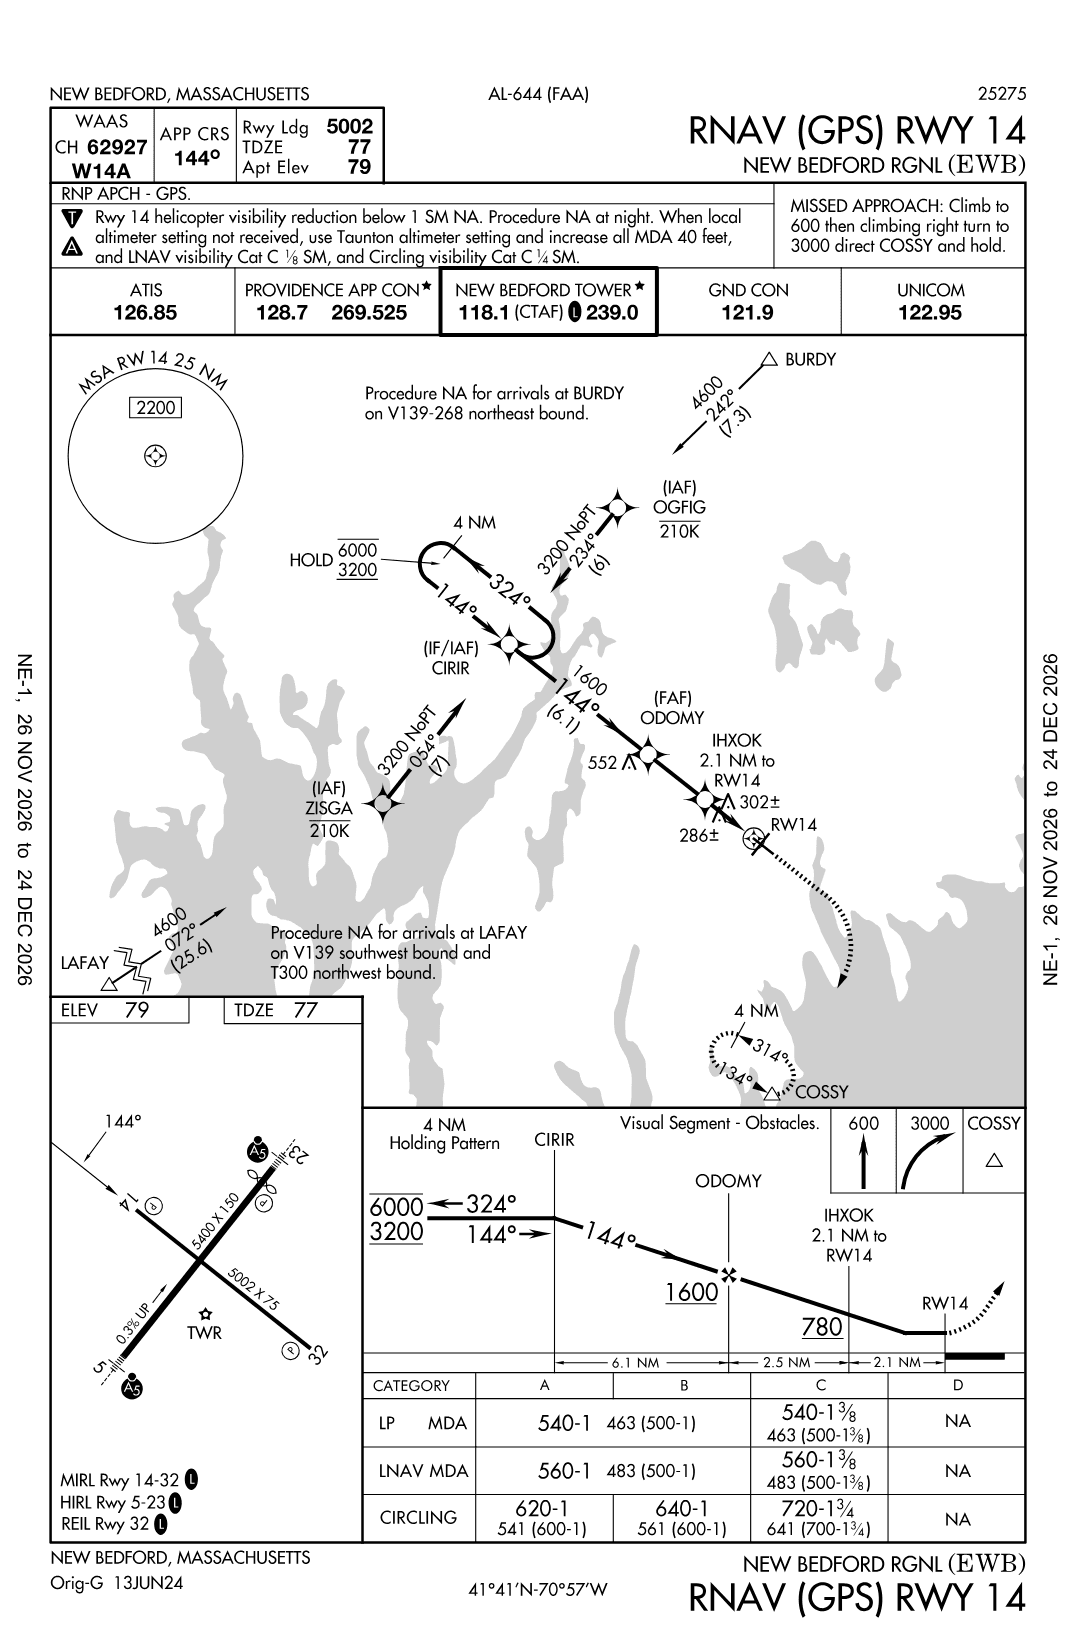 NEW BEDFORD, MASSACHUSETTS
AL-644 (FAA)
25275
WAAS
CH 62927
W14A
APP CRS
144°
Rwy Ldg 5002
TDZE 77
Apt Elev 79
RNAV (GPS) RWY 14
NEW BEDFORD RGNL (EWB)
RNP APCH - GPS.
T
A
Rwy 14 helicopter visibility reduction below 1 SM NA. Procedure NA at night. When local
altimeter setting not received, use Taunton altimeter setting and increase all MDA 40 feet,
and LNAV visibility Cat C ⅛ SM, and Circling visibility Cat C ¼ SM.
MISSED APPROACH: Climb to
600 then climbing right turn to
3000 direct COSSY and hold.
ATIS
126.85
PROVIDENCE APP CON★
128.7 269.525
NEW BEDFORD TOWER★
118.1 (CTAF) L 239.0
GND CON
121.9
UNICOM
122.95
MSA RW 14 25 NM
2200
Procedure NA for arrivals at BURDY
on V139-268 northeast bound.
BURDY
4600
242°
(7.3)
(IAF)
OGFIG
210K
3200 NoPT
234°
(6)
4 NM
HOLD 6000
3200
324°
144°
(IF/IAF)
CIRIR
1600
144°
(6.1)
(FAF)
ODOMY
IHXOK
2.1 NM to
RW14
552
302±
286±
RW14
3200 NoPT
054°
(7)
(IAF)
ZISGA
210K
4600
072°
(25.6)
LAFAY
Procedure NA for arrivals at LAFAY
on V139 southwest bound and
T300 northwest bound.
4 NM
314°
134°
COSSY
NE-1, 26 NOV 2026 to 24 DEC 2026
NE-1, 26 NOV 2026 to 24 DEC 2026
ELEV 79
TDZE 77
144°
A5
23
14
P
P
5400 X 150
5002 X 75
0.3% UP
TWR
P
32
5
A5
MIRL Rwy 14-32 L
HIRL Rwy 5-23 L
REIL Rwy 32 L
4 NM
Holding Pattern
CIRIR
Visual Segment - Obstacles.
600
3000
COSSY
ODOMY
6000
3200
324°
144°
144°
IHXOK
2.1 NM to
RW14
1600
780
RW14
6.1 NM
2.5 NM
2.1 NM
CATEGORY A B C D
LP MDA 540-1 463 (500-1) 540-1⅜ NA
463 (500-1⅜)
LNAV MDA 560-1 483 (500-1) 560-1⅜ NA
483 (500-1⅜)
CIRCLING 620-1 640-1 720-1¾ NA
541 (600-1) 561 (600-1) 641 (700-1¾)
NEW BEDFORD, MASSACHUSETTS
Orig-G 13JUN24
41°41'N-70°57'W
NEW BEDFORD RGNL (EWB)
RNAV (GPS) RWY 14